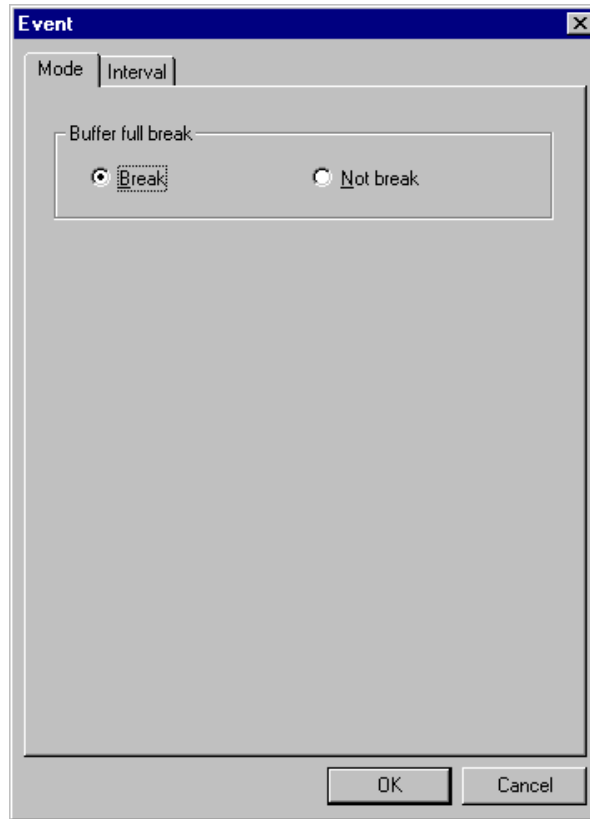 Event
Mode Interval
Buffer full break
Break Not break
OK Cancel